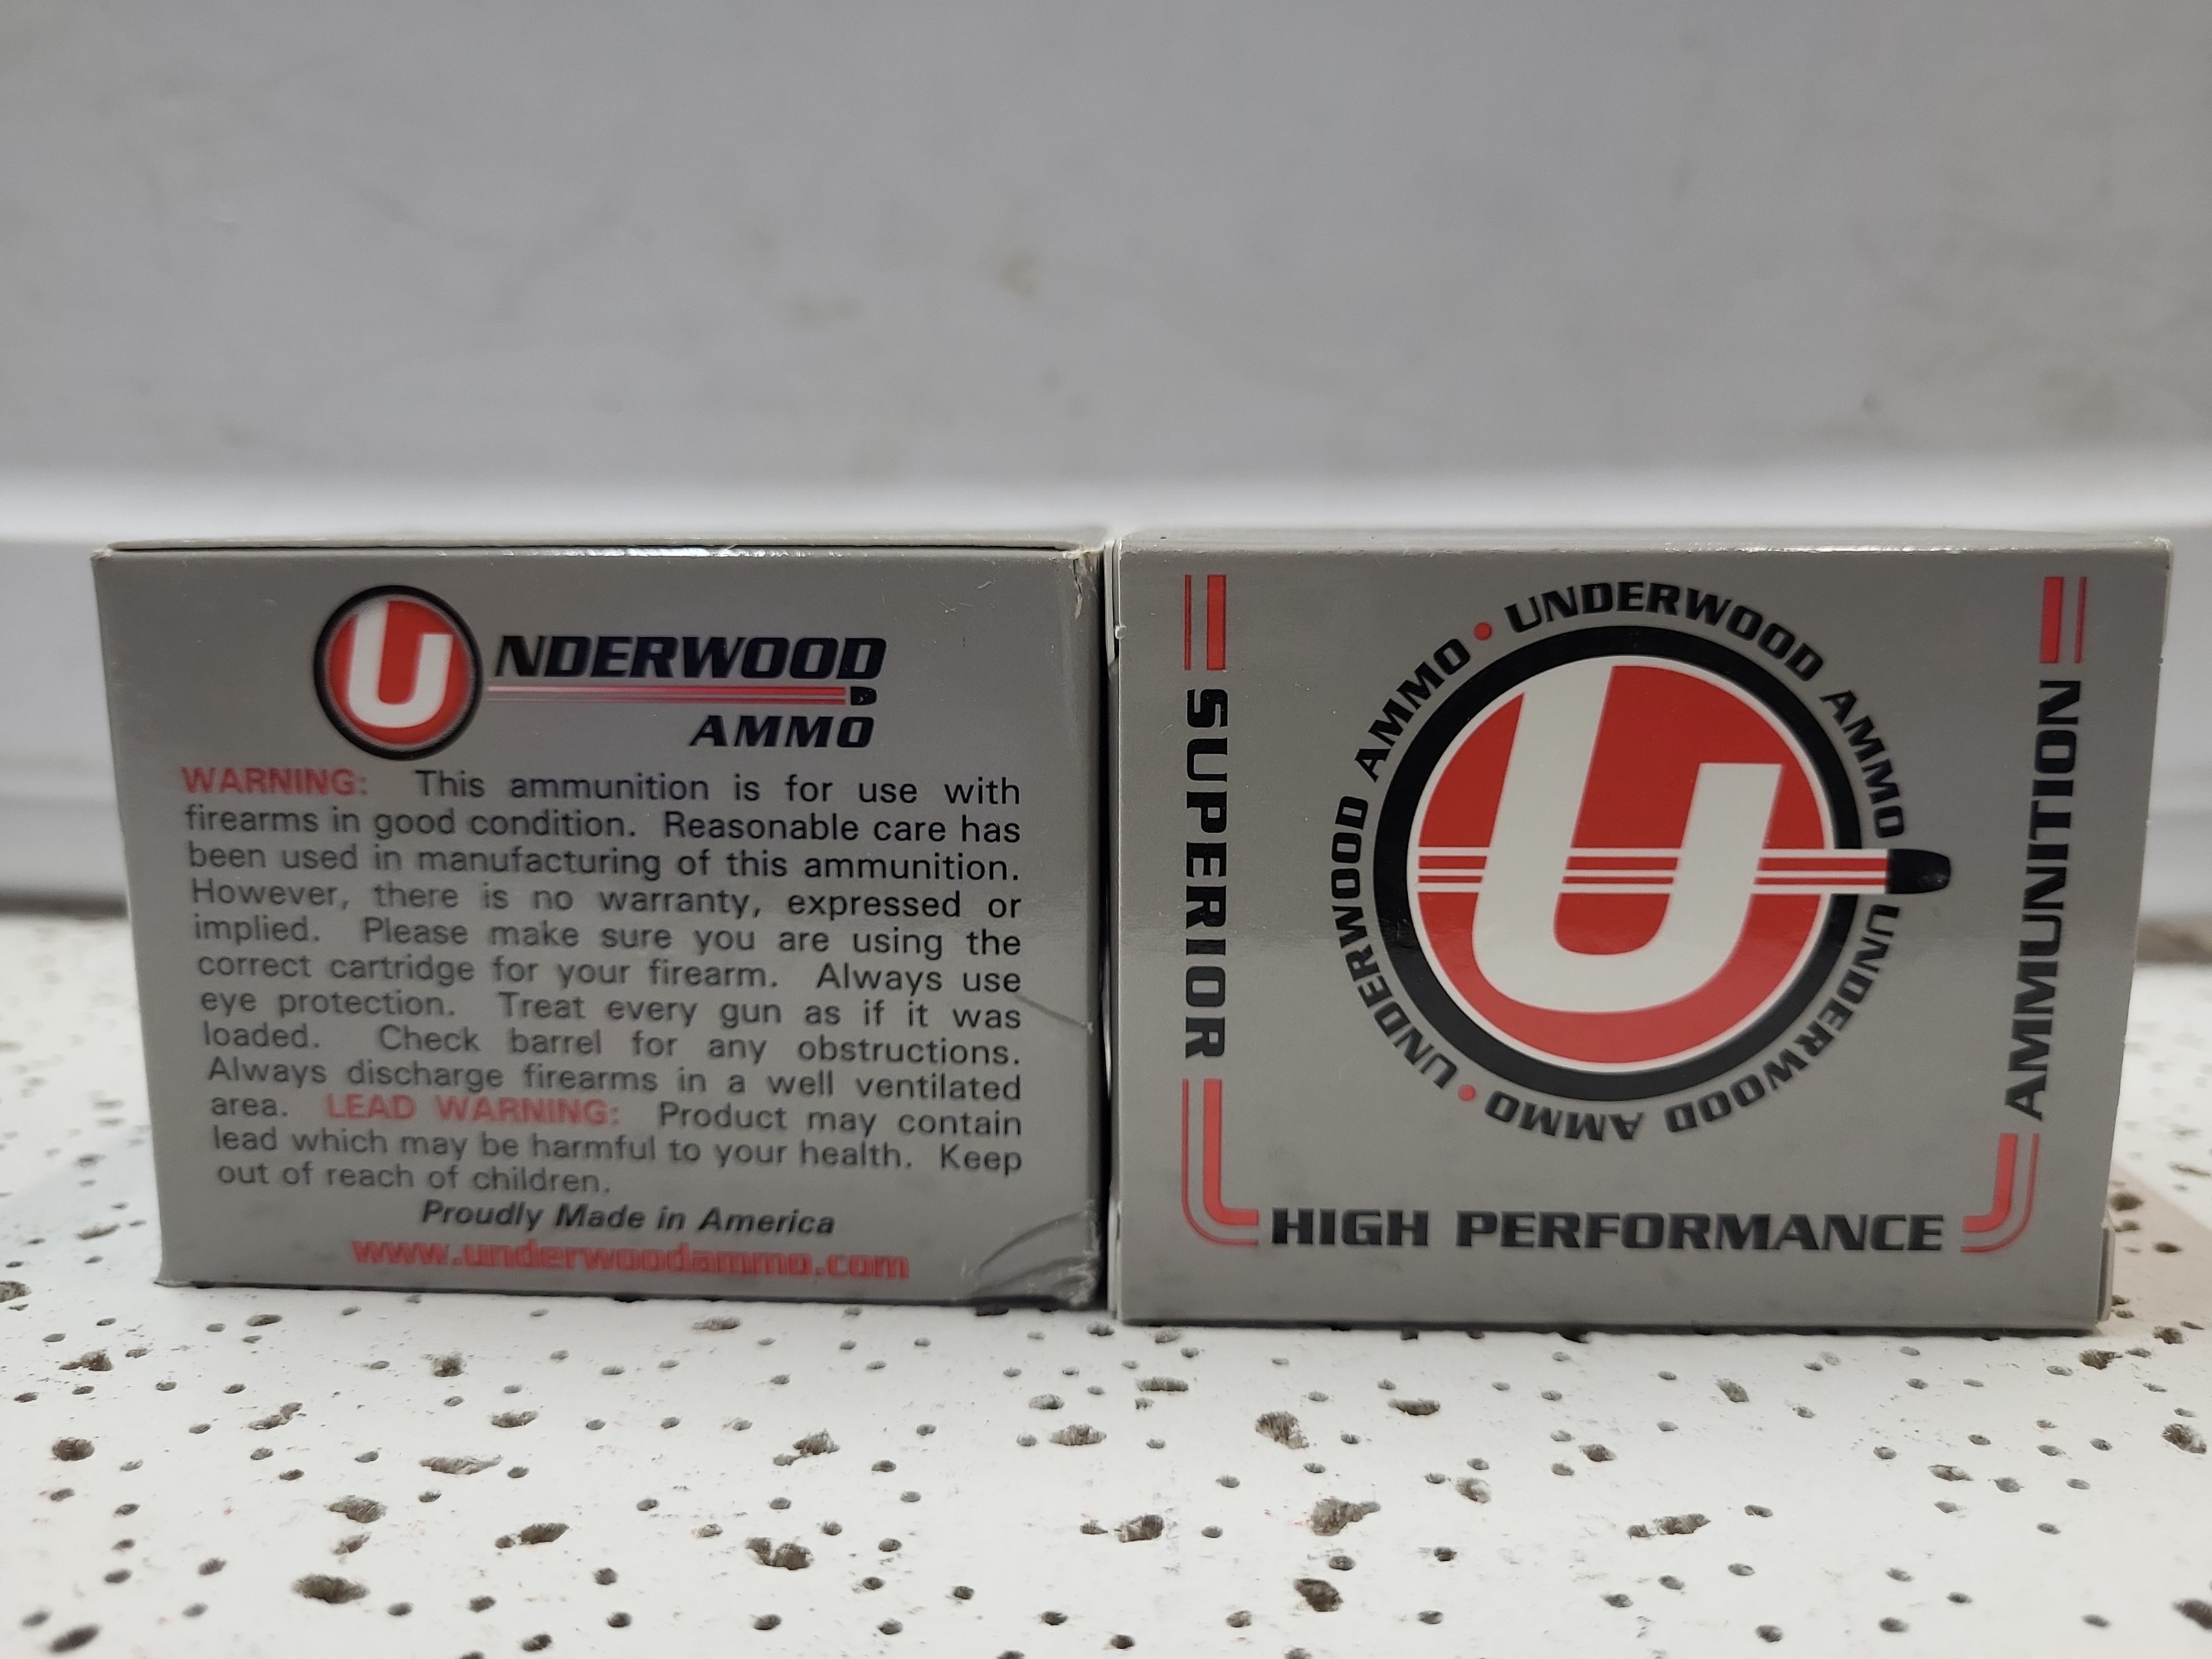 UNDERWOOD
AMMO
WARNING: This ammunition is for use with
firearms in good condition. Reasonable care has
been used in manufacturing of this ammunition.
However, there is no warranty, expressed or
implied. Please make sure you are using the
correct cartridge for your firearm. Always use
eye protection. Treat every gun as if it was
loaded. Check barrel for any obstructions.
Always discharge firearms in a well ventilated
area. LEAD WARNING: Product may contain
lead which may be harmful to your health. Keep
out of reach of children.
Proudly Made in America
www.underwoodammo.com
SUPERIOR
UNDERWOOD AMMO • UNDERWOOD AMMO UNDERWOOD AMMO • UNDERWOOD AMMO
U
AMMUNITION
HIGH PERFORMANCE